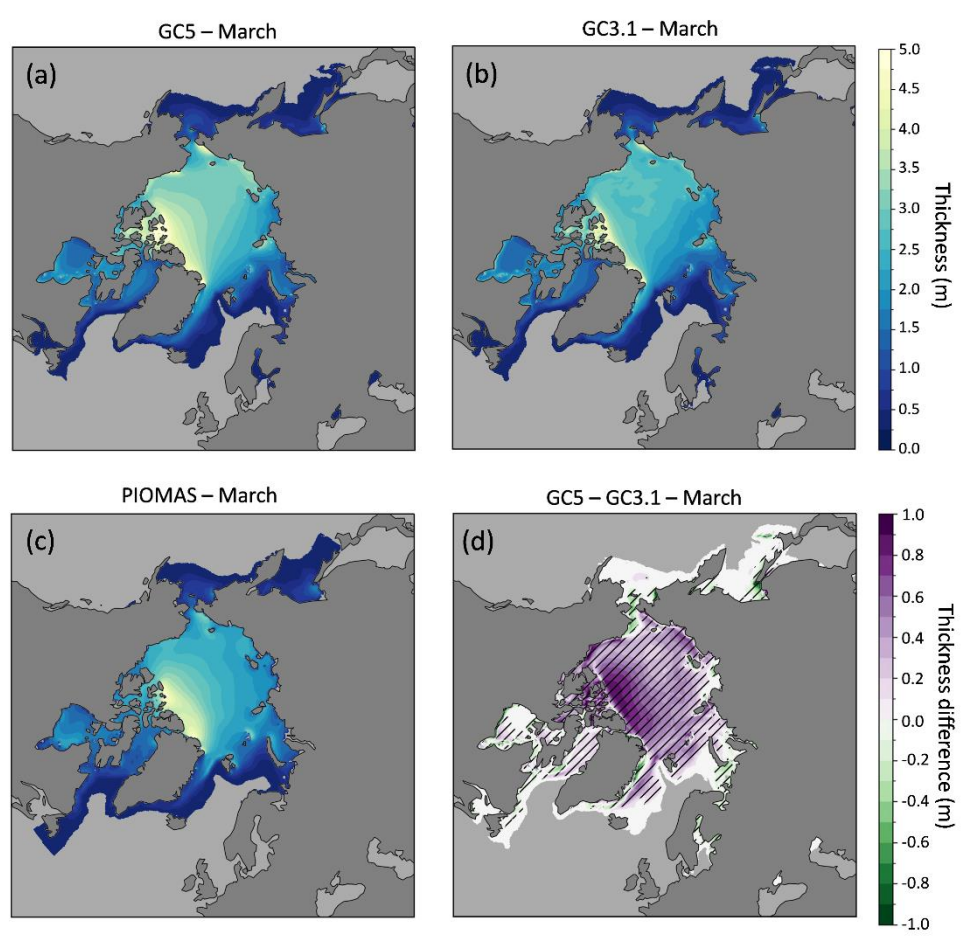 GC5 – March
GC3.1 – March
(a)
(b)
5.0
4.5
4.0
3.5
3.0
2.5
2.0
1.5
1.0
0.5
0.0
Thickness (m)
PIOMAS – March
GC5 – GC3.1 – March
(c)
(d)
1.0
0.8
0.6
0.4
0.2
0.0
-0.2
-0.4
-0.6
-0.8
-1.0
Thickness difference (m)